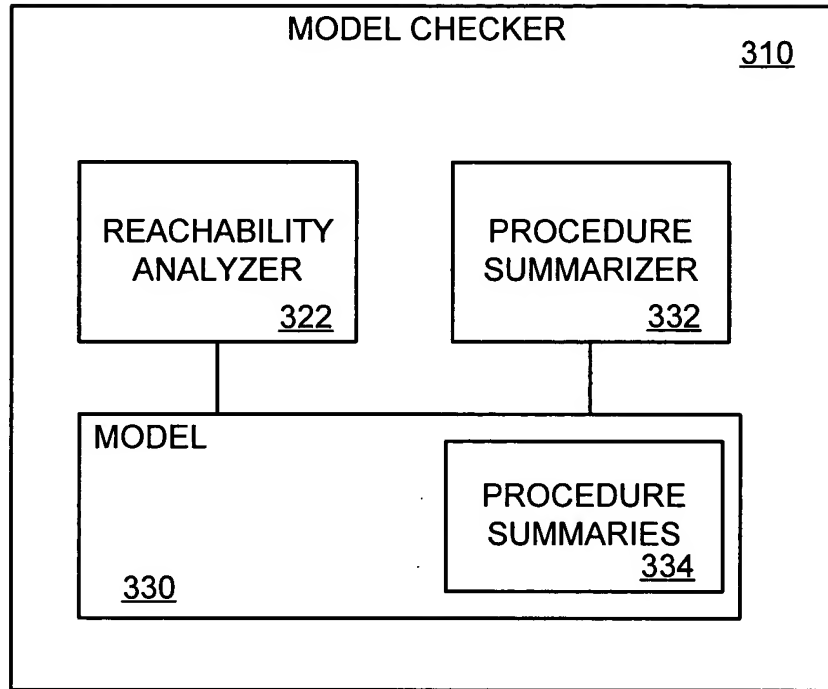 MODEL CHECKER
310
REACHABILITY
ANALYZER
322
PROCEDURE
SUMMARIZER
332
MODEL
PROCEDURE
SUMMARIES
334
330